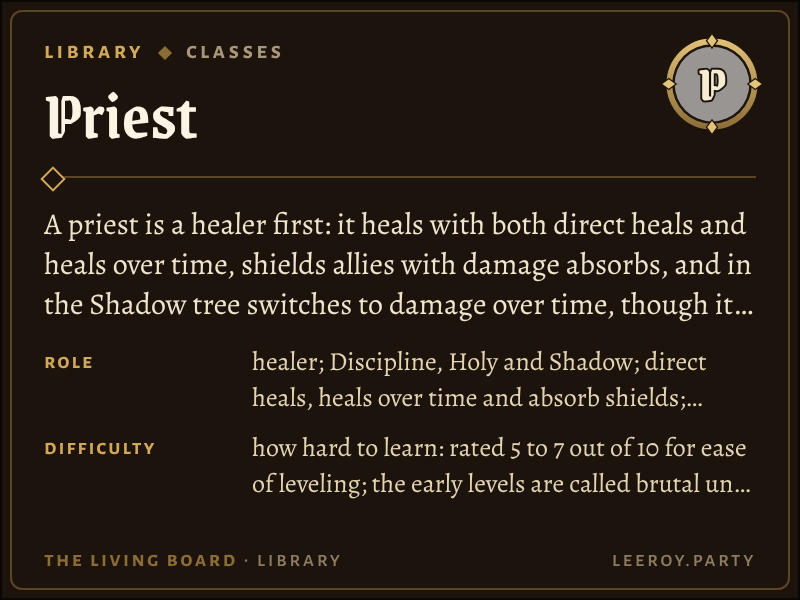 LIBRARY ◆ CLASSES
P
Priest
A priest is a healer first: it heals with both direct heals and
heals over time, shields allies with damage absorbs, and in
the Shadow tree switches to damage over time, though it…
ROLE
healer; Discipline, Holy and Shadow; direct
heals, heals over time and absorb shields;…
DIFFICULTY
how hard to learn: rated 5 to 7 out of 10 for ease
of leveling; the early levels are called brutal un…
THE LIVING BOARD · LIBRARY
LEEROY.PARTY